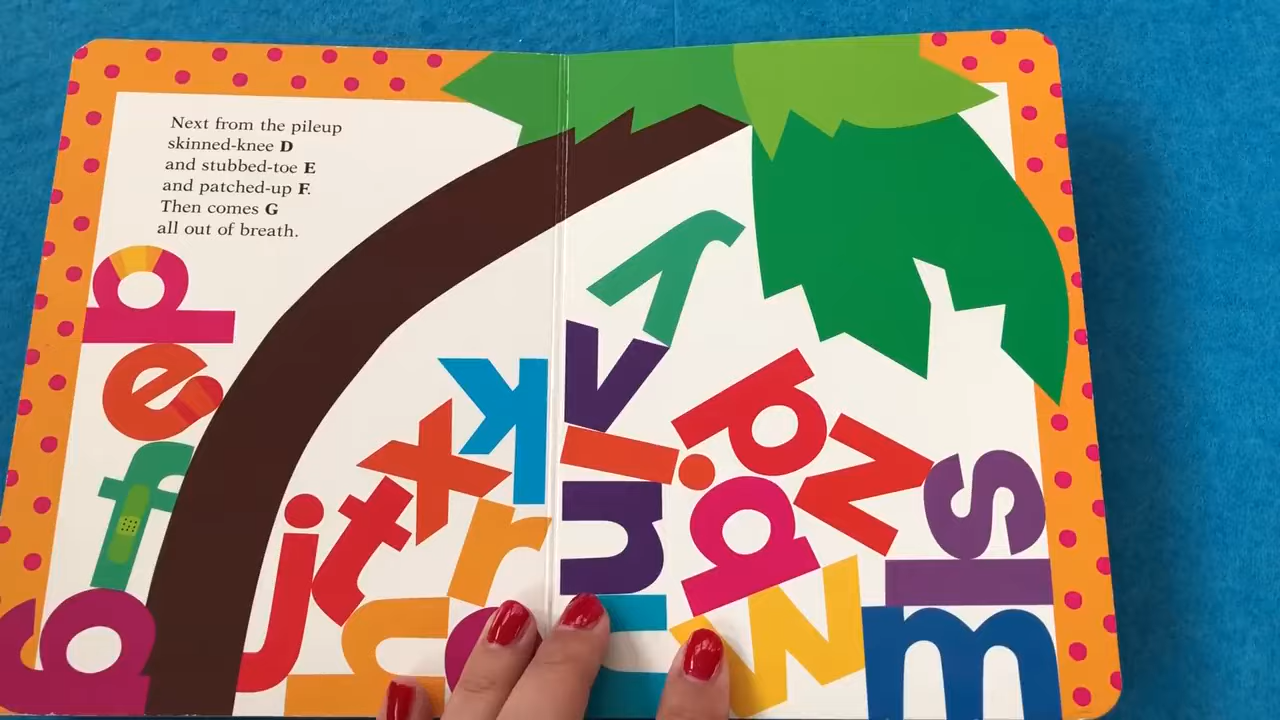 Next from the pileup
skinned-knee D
and stubbed-toe E
and patched-up F.
Then comes G
all out of breath.
d
e
f
g
j
t
x
k
r
h
y
v
i
n
p
d
z
s
l
w
m